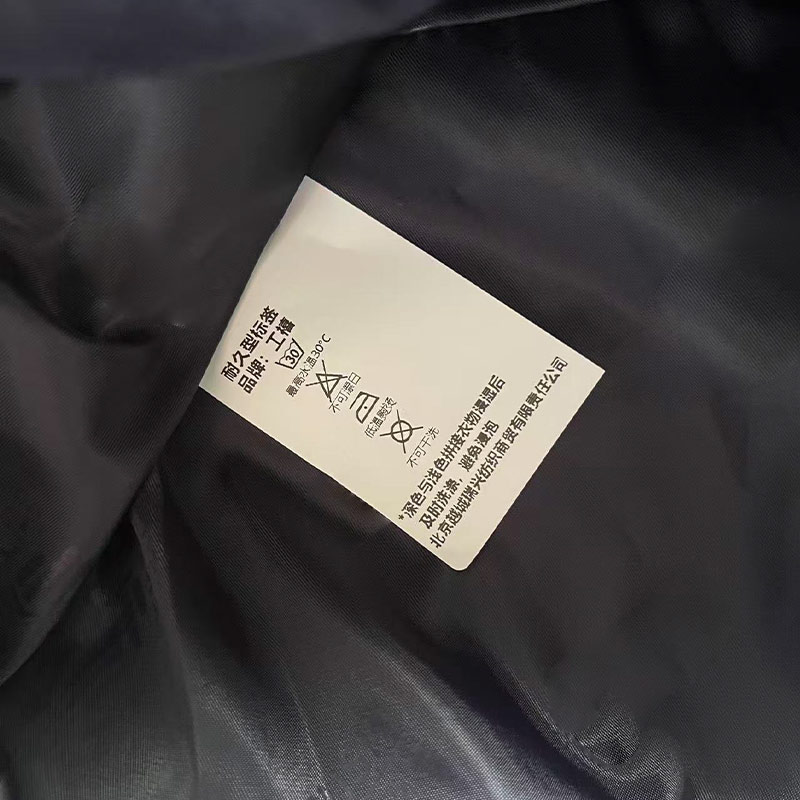 耐久型标签
品牌：工禧
30
最高水温30°C
不可漂白
低温熨烫
不可干洗
*深色与浅色拼接衣物浸湿后
及时洗涤，避免浸泡
北京越城瑞兴纺织商贸有限责任公司